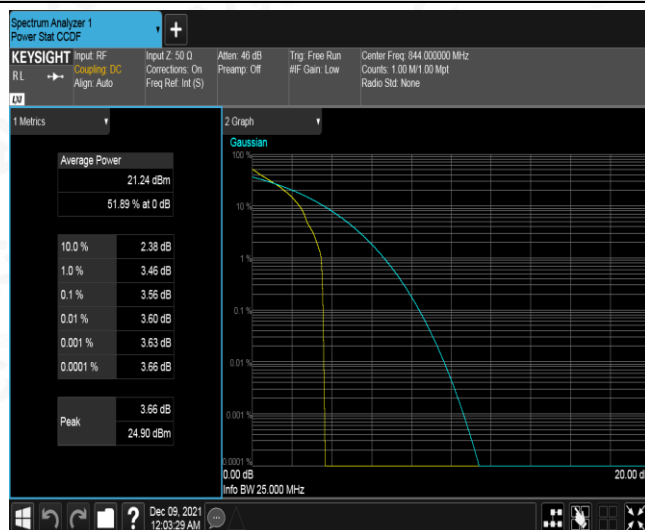 Spectrum Analyzer 1
Power Stat CCDF
+
KEYSIGHT
RL
LXI
Input: RF
Coupling: DC
Align: Auto
Input Z: 50 Ω
Corrections: On
Freq Ref: Int (S)
Atten: 46 dB
Preamp: Off
Trig: Free Run
#IF Gain: Low
Center Freq: 844.000000 MHz
Counts: 1.00 M/1.00 Mpt
Radio Std: None
1 Metrics
Average Power
21.24 dBm
51.89 % at 0 dB
10.0 % 2.38 dB
1.0 % 3.46 dB
0.1 % 3.56 dB
0.01 % 3.60 dB
0.001 % 3.63 dB
0.0001 % 3.66 dB
Peak
3.66 dB
24.90 dBm
2 Graph
Gaussian
100 %
10 %
1 %
0.1 %
0.01 %
0.001 %
0.0001 %
0.00 dB
20.00 d
Info BW 25.000 MHz
?
Dec 09, 2021
12:03:29 AM